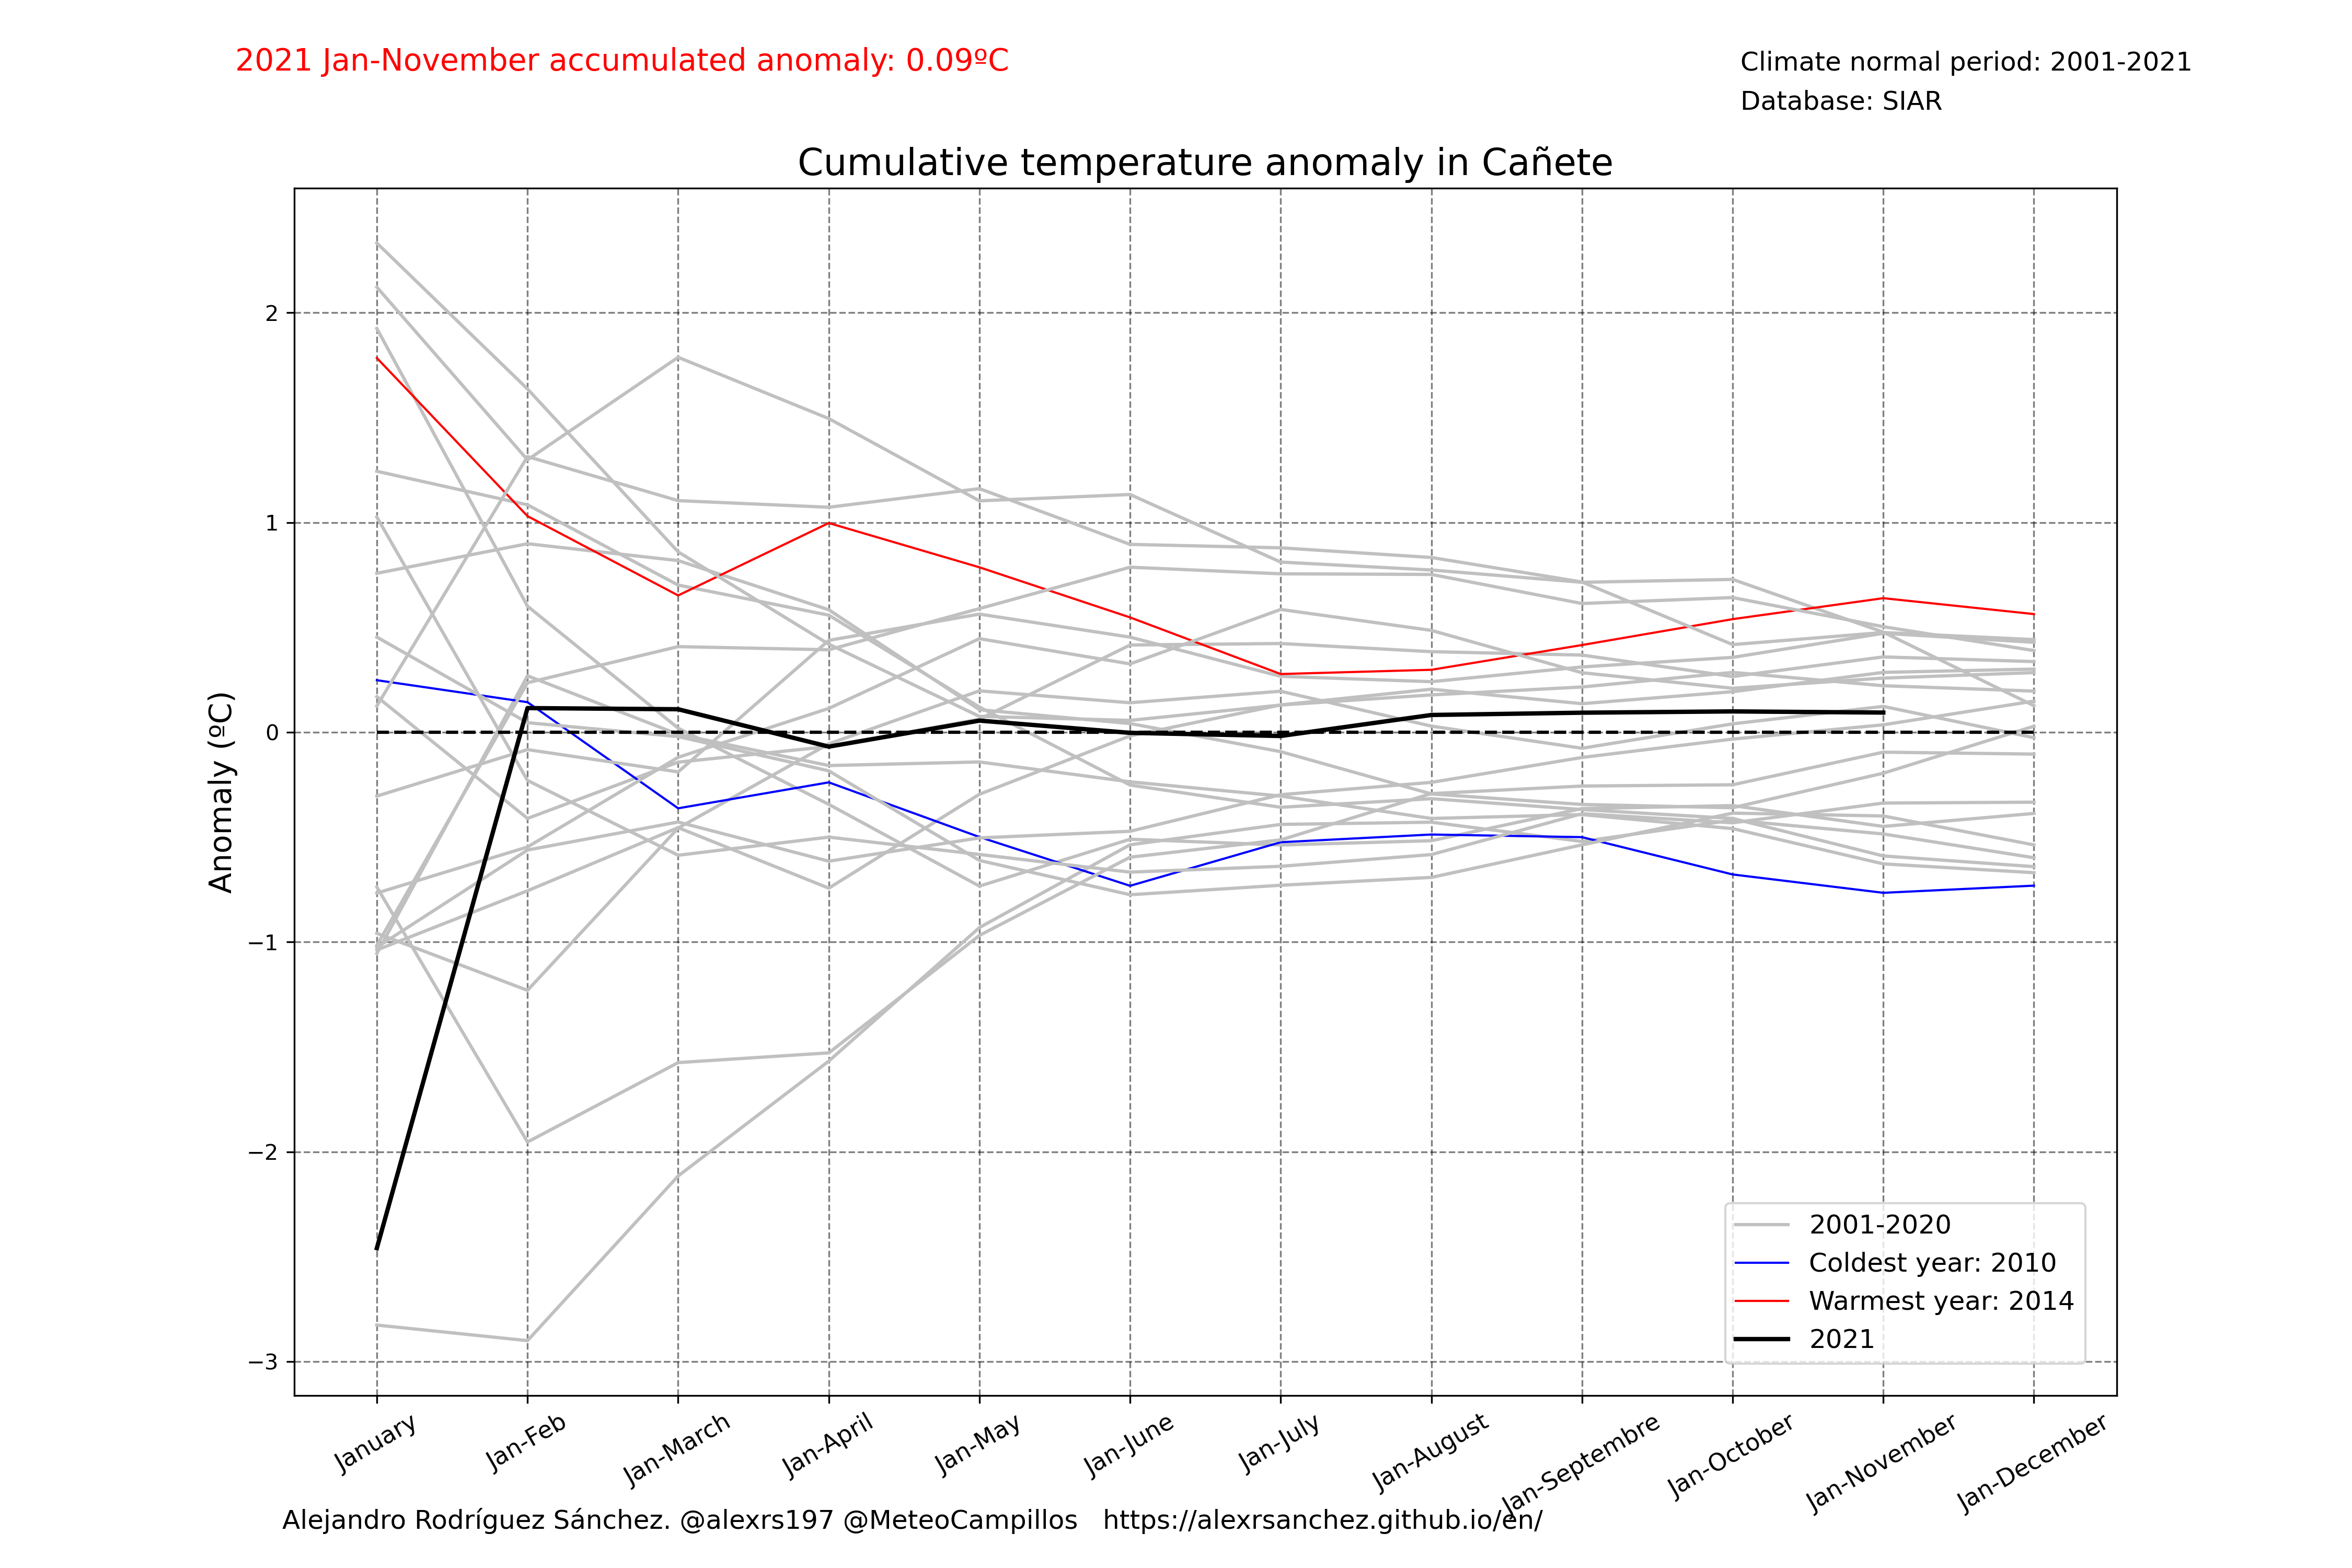 2021 Jan-November accumulated anomaly: 0.09ºC
Climate normal period: 2001-2021
Database: SIAR
Cumulative temperature anomaly in Cañete
Anomaly (ºC)
2
1
0
−1
−2
−3
2001-2020
Coldest year: 2010
Warmest year: 2014
2021
January
Jan-Feb
Jan-March
Jan-April
Jan-May
Jan-June
Jan-July
Jan-August
Jan-Septembre
Jan-October
Jan-November
Jan-December
Alejandro Rodríguez Sánchez. @alexrs197 @MeteoCampillos   https://alexrsanchez.github.io/en/